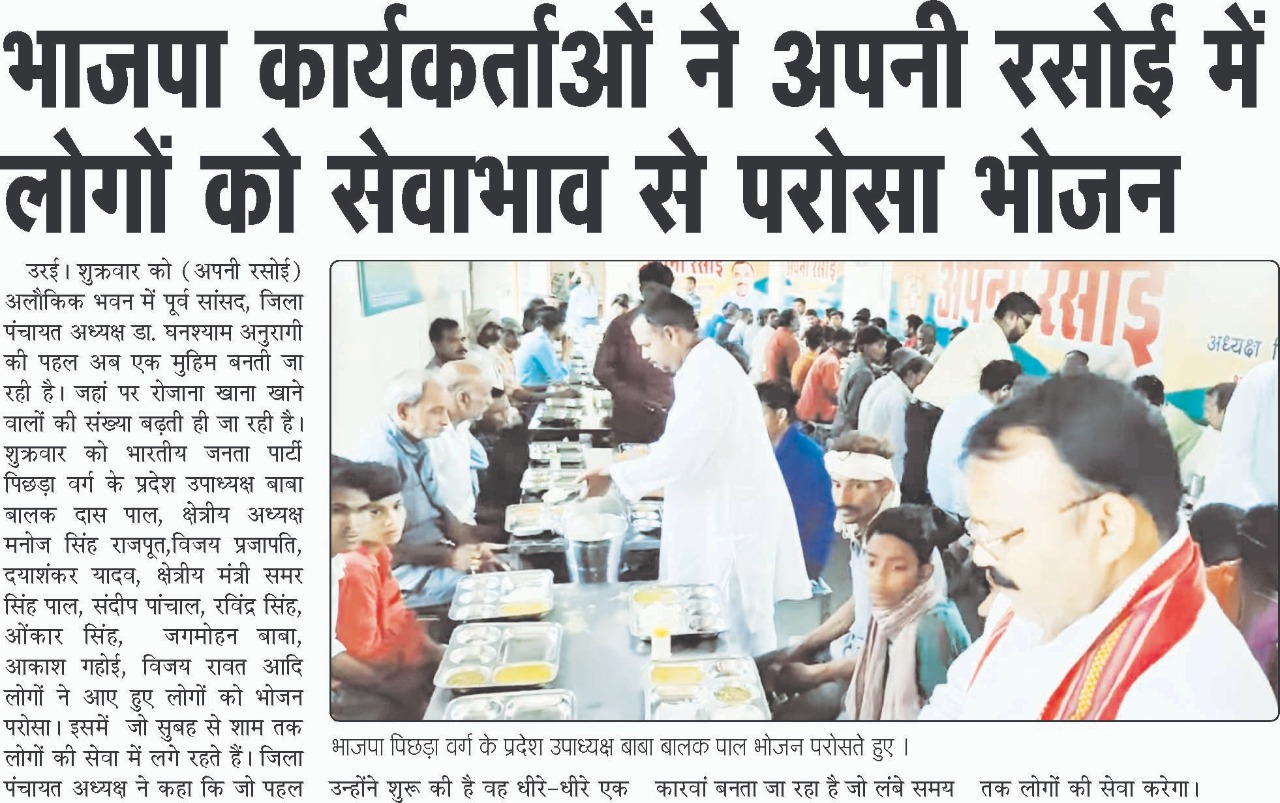 भाजपा कार्यकर्ताओं ने अपनी रसोई में
लोगों को सेवाभाव से परोसा भोजन
उरई। शुक्रवार को (अपनी रसोई)
अलौकिक भवन में पूर्व सांसद, जिला
पंचायत अध्यक्ष डा. घनश्याम अनुरागी
की पहल अब एक मुहिम बनती जा
रही है। जहां पर रोजाना खाना खाने
वालों की संख्या बढ़ती ही जा रही है।
शुक्रवार को भारतीय जनता पार्टी
पिछड़ा वर्ग के प्रदेश उपाध्यक्ष बाबा
बालक दास पाल, क्षेत्रीय अध्यक्ष
मनोज सिंह राजपूत,विजय प्रजापति,
दयाशंकर यादव, क्षेत्रीय मंत्री समर
सिंह पाल, संदीप पांचाल, रविंद्र सिंह,
ओंकार सिंह, जगमोहन बाबा,
आकाश गहोई, विजय रावत आदि
लोगों ने आए हुए लोगों को भोजन
परोसा। इसमें जो सुबह से शाम तक
लोगों की सेवा में लगे रहते हैं। जिला
पंचायत अध्यक्ष ने कहा कि जो पहल
उन्होंने शुरू की है वह धीरे-धीरे एक
कारवां बनता जा रहा है जो लंबे समय
तक लोगों की सेवा करेगा।
अपनी रसोई
अध्यक्ष
भाजपा पिछड़ा वर्ग के प्रदेश उपाध्यक्ष बाबा बालक पाल भोजन परोसते हुए ।